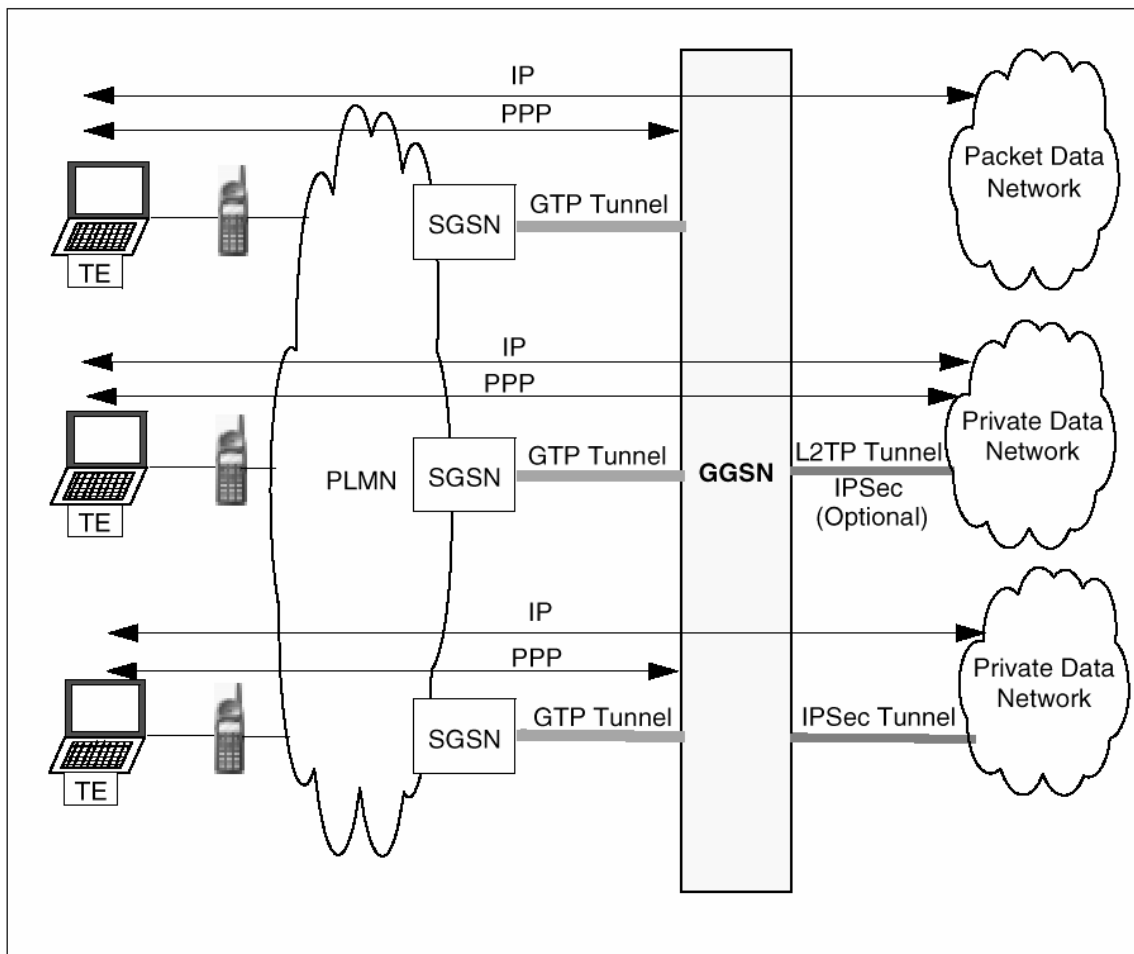 IP
PPP
Packet Data
Network
SGSN
GTP Tunnel
TE
IP
PPP
Private Data
Network
PLMN
SGSN
GTP Tunnel
GGSN
L2TP Tunnel
IPSec
(Optional)
TE
IP
PPP
Private Data
Network
SGSN
GTP Tunnel
IPSec Tunnel
TE